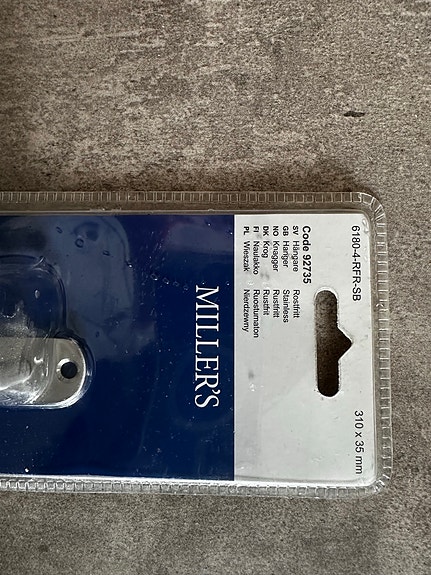 6180-4-RFR-SB
310 x 35 mm
Code 92735
SV Hängare Rostfritt
GB Hanger Stainless
NO Knagger Rustfritt
DK Krog Rustfrit
FI Naulakko Ruostumaton
PL Wieszak Nierdzewny
MILLER'S